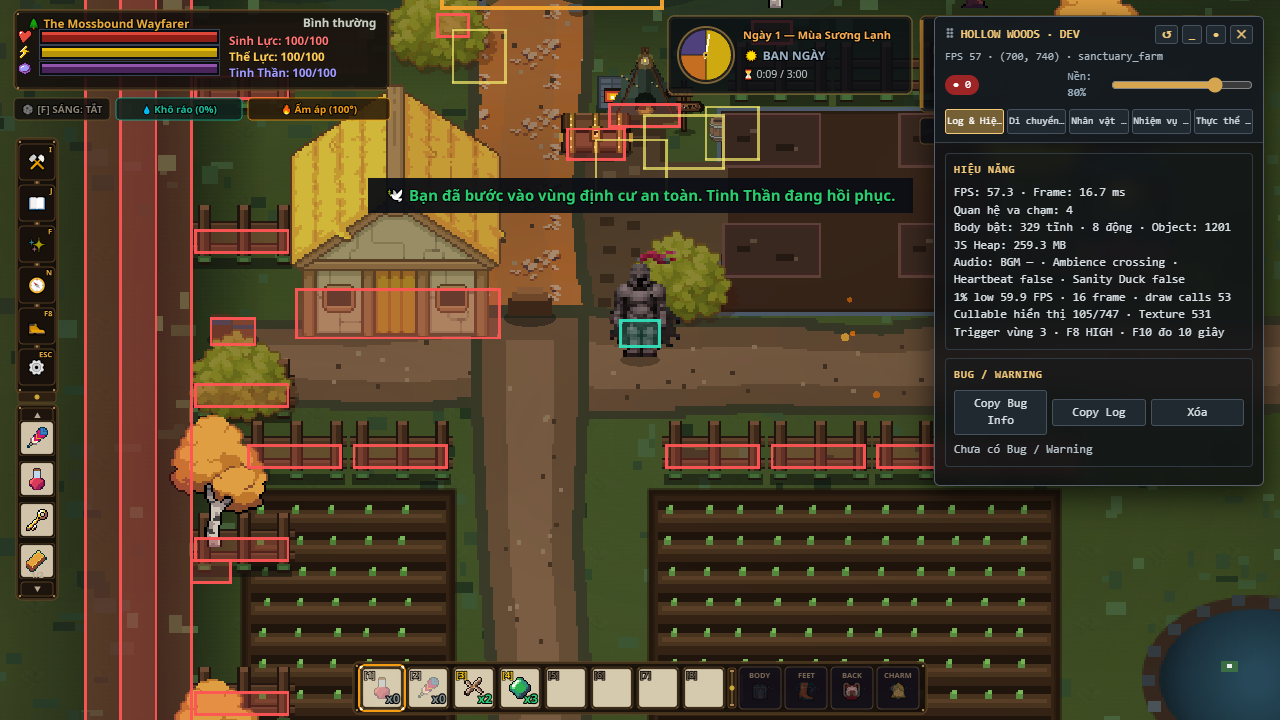 The Mossbound Wayfarer
Bình thường
Sinh Lực: 100/100
Thể Lực: 100/100
Tinh Thần: 100/100
[F] SÁNG: TẮT
Khô ráo (0%)
Ấm áp (100°)
Ngày 1 — Mùa Sương Lạnh
BAN NGÀY
0:09 / 3:00
Bạn đã bước vào vùng định cư an toàn. Tinh Thần đang hồi phục.
I
J
F
N
F8
ESC
HOLLOW WOODS · DEV
FPS 57 · (700, 740) · sanctuary_farm
0
Nền: 80%
Log & Hiệ…
Di chuyển…
Nhân vật …
Nhiệm vụ …
Thực thể …
HIỆU NĂNG
FPS: 57.3 · Frame: 16.7 ms
Quan hệ va chạm: 4
Body bật: 329 tĩnh · 8 động · Object: 1201
JS Heap: 259.3 MB
Audio: BGM — · Ambience crossing ·
Heartbeat false · Sanity Duck false
1% low 59.9 FPS · 16 frame · draw calls 53
Cullable hiển thị 105/747 · Texture 531
Trigger vùng 3 · F8 HIGH · F10 đo 10 giây
BUG / WARNING
Copy Bug Info
Copy Log
Xóa
Chưa có Bug / Warning
[1] x0
[2] x0
[3] x2
[4] x3
[5]
[6]
[7]
[8]
BODY
FEET
BACK
CHARM